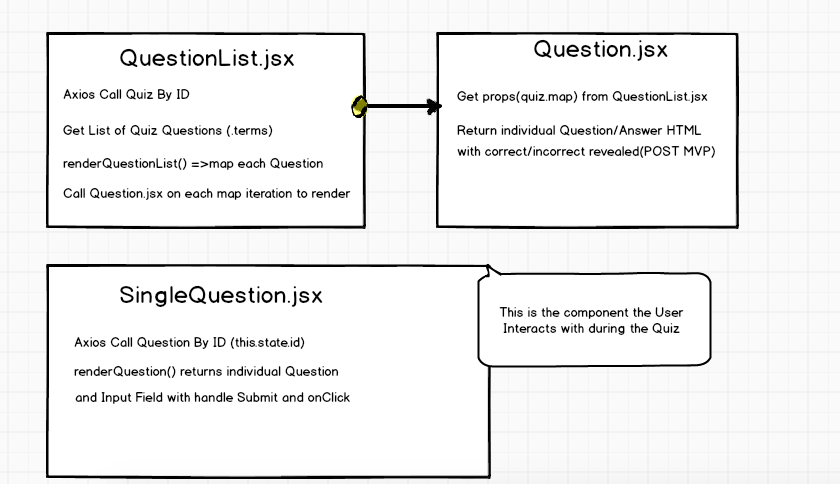 QuestionList.jsx
Axios Call Quiz By ID
Get List of Quiz Questions (.terms)
renderQuestionList() =>map each Question
Call Question.jsx on each map iteration to render
Question.jsx
Get props(quiz.map) from QuestionList.jsx
Return individual Question/Answer HTML
with correct/incorrect revealed(POST MVP)
SingleQuestion.jsx
Axios Call Question By ID (this.state.id)
renderQuestion() returns individual Question
and Input Field with handle Submit and onClick
This is the component the User
Interacts with during the Quiz